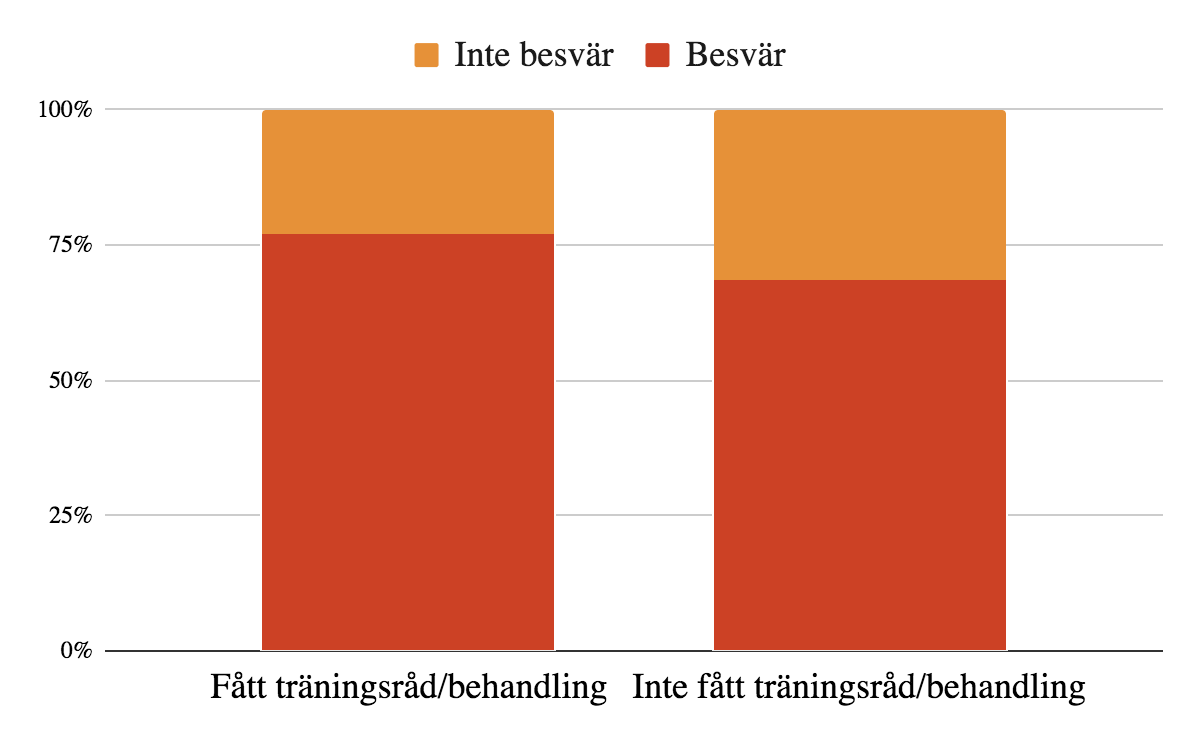 Inte besvär Besvär
100%
75%
50%
25%
0%
Fått träningsråd/behandling Inte fått träningsråd/behandling